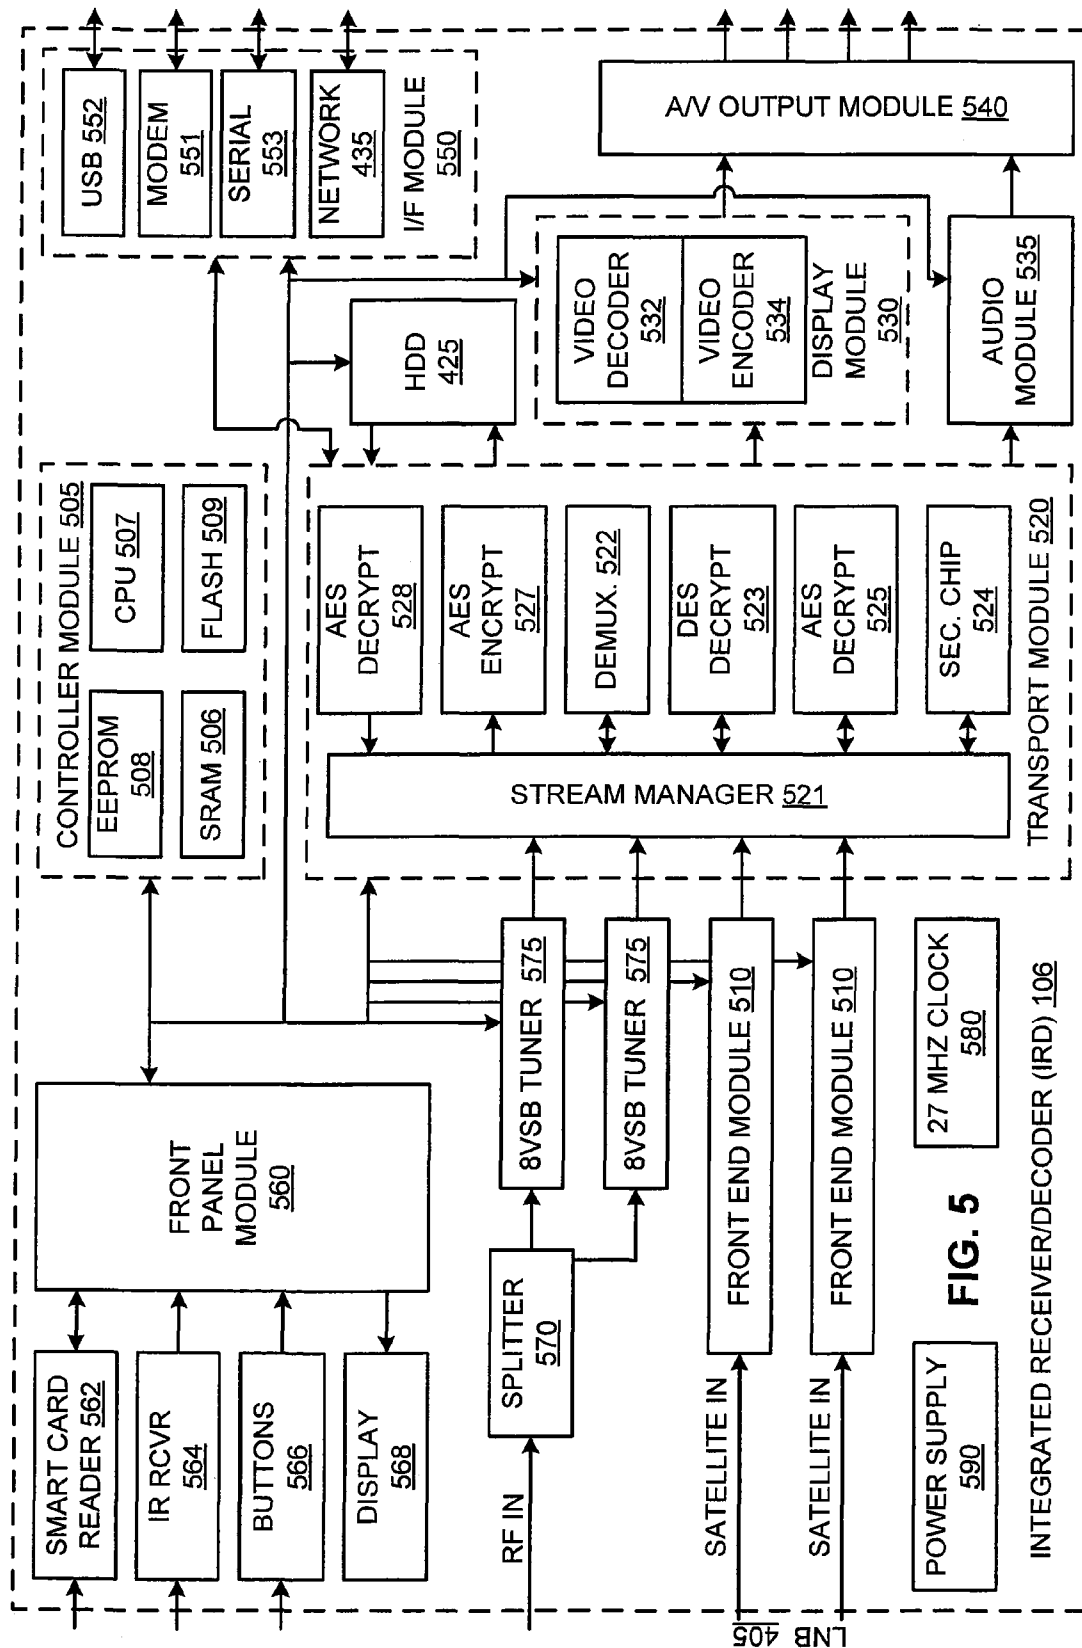 SMART CARD
READER 562
IR RCVR
564
BUTTONS
566
DISPLAY
568
FRONT
PANEL
MODULE
560
CONTROLLER MODULE 505
EEPROM
508
CPU 507
SRAM 506
FLASH 509
USB 552
MODEM
551
SERIAL
553
NETWORK
435
I/F MODULE
550
HDD
425
RF IN
SPLITTER
570
8VSB TUNER 575
8VSB TUNER 575
SATELLITE IN
FRONT END MODULE 510
SATELLITE IN
FRONT END MODULE 510
LNB 405
STREAM MANAGER 521
AES
DECRYPT
528
AES
ENCRYPT
527
DEMUX. 522
DES
DECRYPT
523
AES
DECRYPT
525
SEC. CHIP
524
TRANSPORT MODULE 520
VIDEO
DECODER
532
VIDEO
ENCODER
534
DISPLAY
MODULE
530
AUDIO
MODULE 535
A/V OUTPUT MODULE 540
POWER SUPPLY
590
FIG. 5
27 MHZ CLOCK
580
INTEGRATED RECEIVER/DECODER (IRD) 106